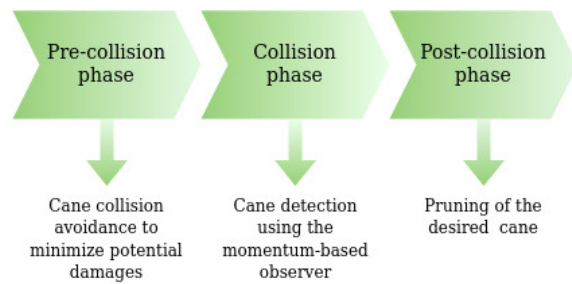 Pre-collision
phase
Collision
phase
Post-collision
phase
Cane collision
avoidance to
minimize potential
damages
Cane detection
using the
momentum-based
observer
Pruning of the
desired cane